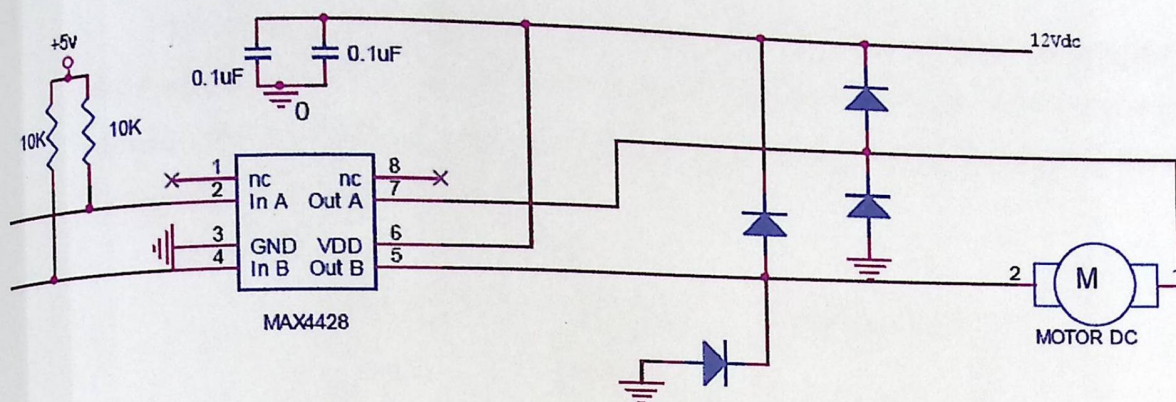 +5v
10K
10K
0.1uF
0.1uF
0
12Vdc
1
nc
nc
8
2
In A
Out A
7
3
GND
VDD
6
4
In B
Out B
5
MAX4428
2
M
1
MOTOR DC